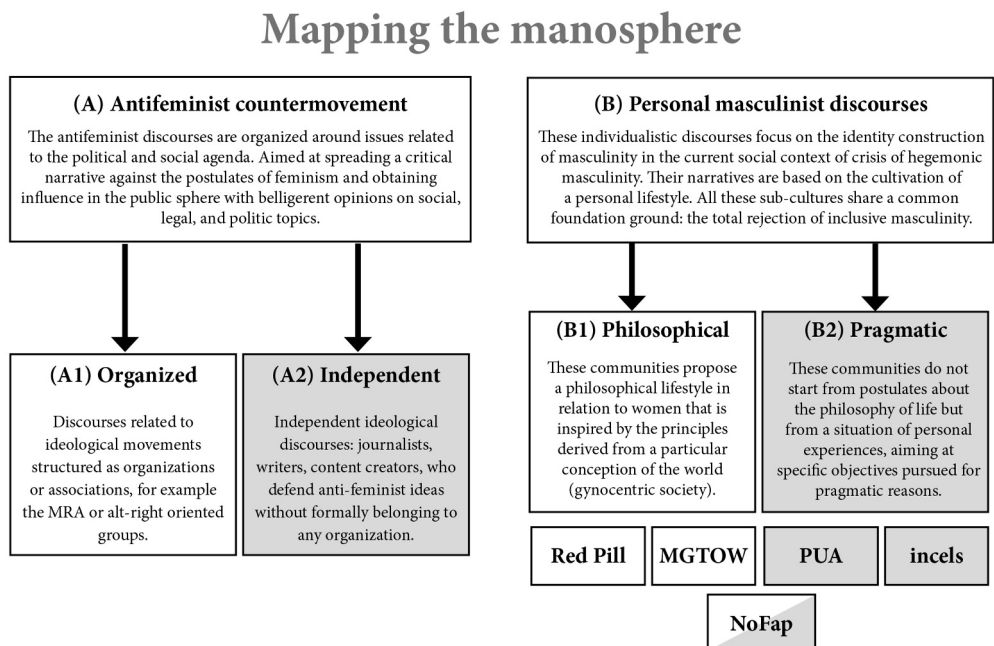 Mapping the manosphere
(A) Antifeminist countermovement
The antifeminist discourses are organized around issues related
to the political and social agenda. Aimed at spreading a critical
narrative against the postulates of feminism and obtaining
influence in the public sphere with belligerent opinions on social,
legal, and politic topics.
(B) Personal masculinist discourses
These individualistic discourses focus on the identity construction
of masculinity in the current social context of crisis of hegemonic
masculinity. Their narratives are based on the cultivation of
a personal lifestyle. All these sub-cultures share a common
foundation ground: the total rejection of inclusive masculinity.
(A1) Organized
Discourses related to
ideological movements
structured as organizations
or associations, for example
the MRA or alt-right oriented
groups.
(A2) Independent
Independent ideological
discourses: journalists,
writers, content creators, who
defend anti-feminist ideas
without formally belonging to
any organization.
(B1) Philosophical
These communities propose
a philosophical lifestyle in
relation to women that is
inspired by the principles
derived from a particular
conception of the world
(gynocentric society).
(B2) Pragmatic
These communities do not
start from postulates about
the philosophy of life but
from a situation of personal
experiences, aiming at
specific objectives pursued for
pragmatic reasons.
Red Pill
MGTOW
PUA
incels
NoFap